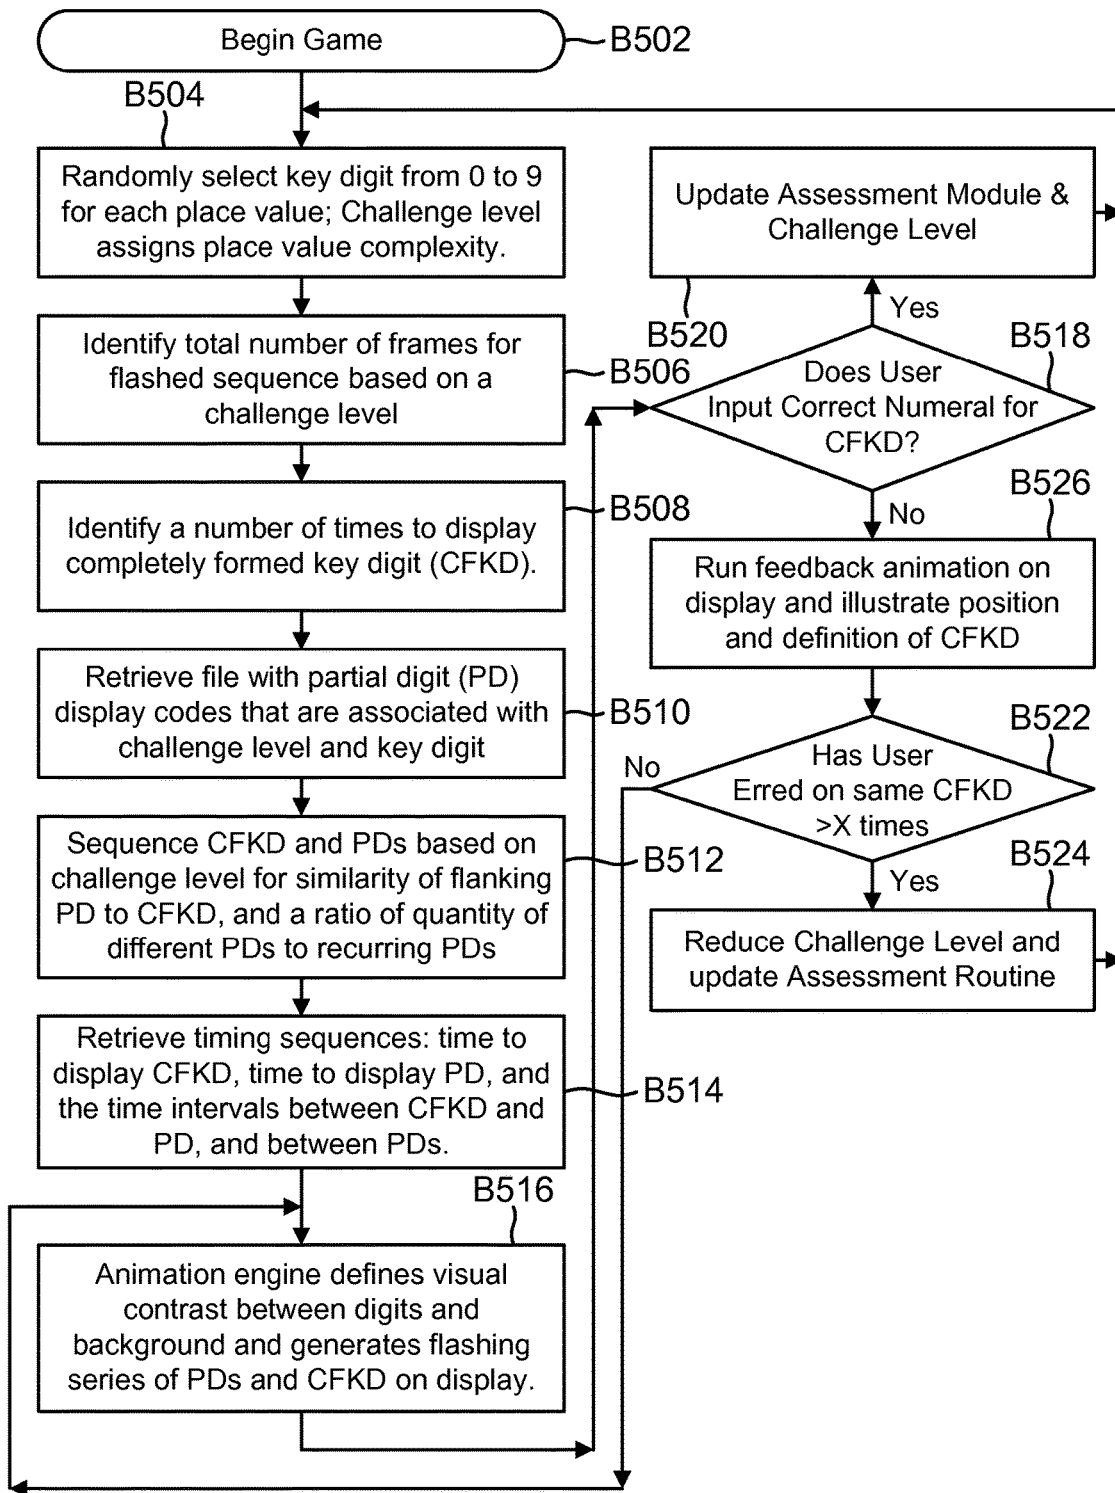 Begin Game
B502
B504
Randomly select key digit from 0 to 9
for each place value; Challenge level
assigns place value complexity.
Identify total number of frames for
flashed sequence based on a
challenge level
B506
Identify a number of times to display
completely formed key digit (CFKD).
B508
Retrieve file with partial digit (PD)
display codes that are associated with
challenge level and key digit
B510
Sequence CFKD and PDs based on
challenge level for similarity of flanking
PD to CFKD, and a ratio of quantity of
different PDs to recurring PDs
B512
Retrieve timing sequences: time to
display CFKD, time to display PD, and
the time intervals between CFKD and
PD, and between PDs.
B514
B516
Animation engine defines visual
contrast between digits and
background and generates flashing
series of PDs and CFKD on display.
Update Assessment Module &
Challenge Level
B520
Yes
B518
Does User
Input Correct Numeral for
CFKD?
No
B526
Run feedback animation on
display and illustrate position
and definition of CFKD
B522
No
Has User
Erred on same CFKD
>X times
Yes
B524
Reduce Challenge Level and
update Assessment Routine